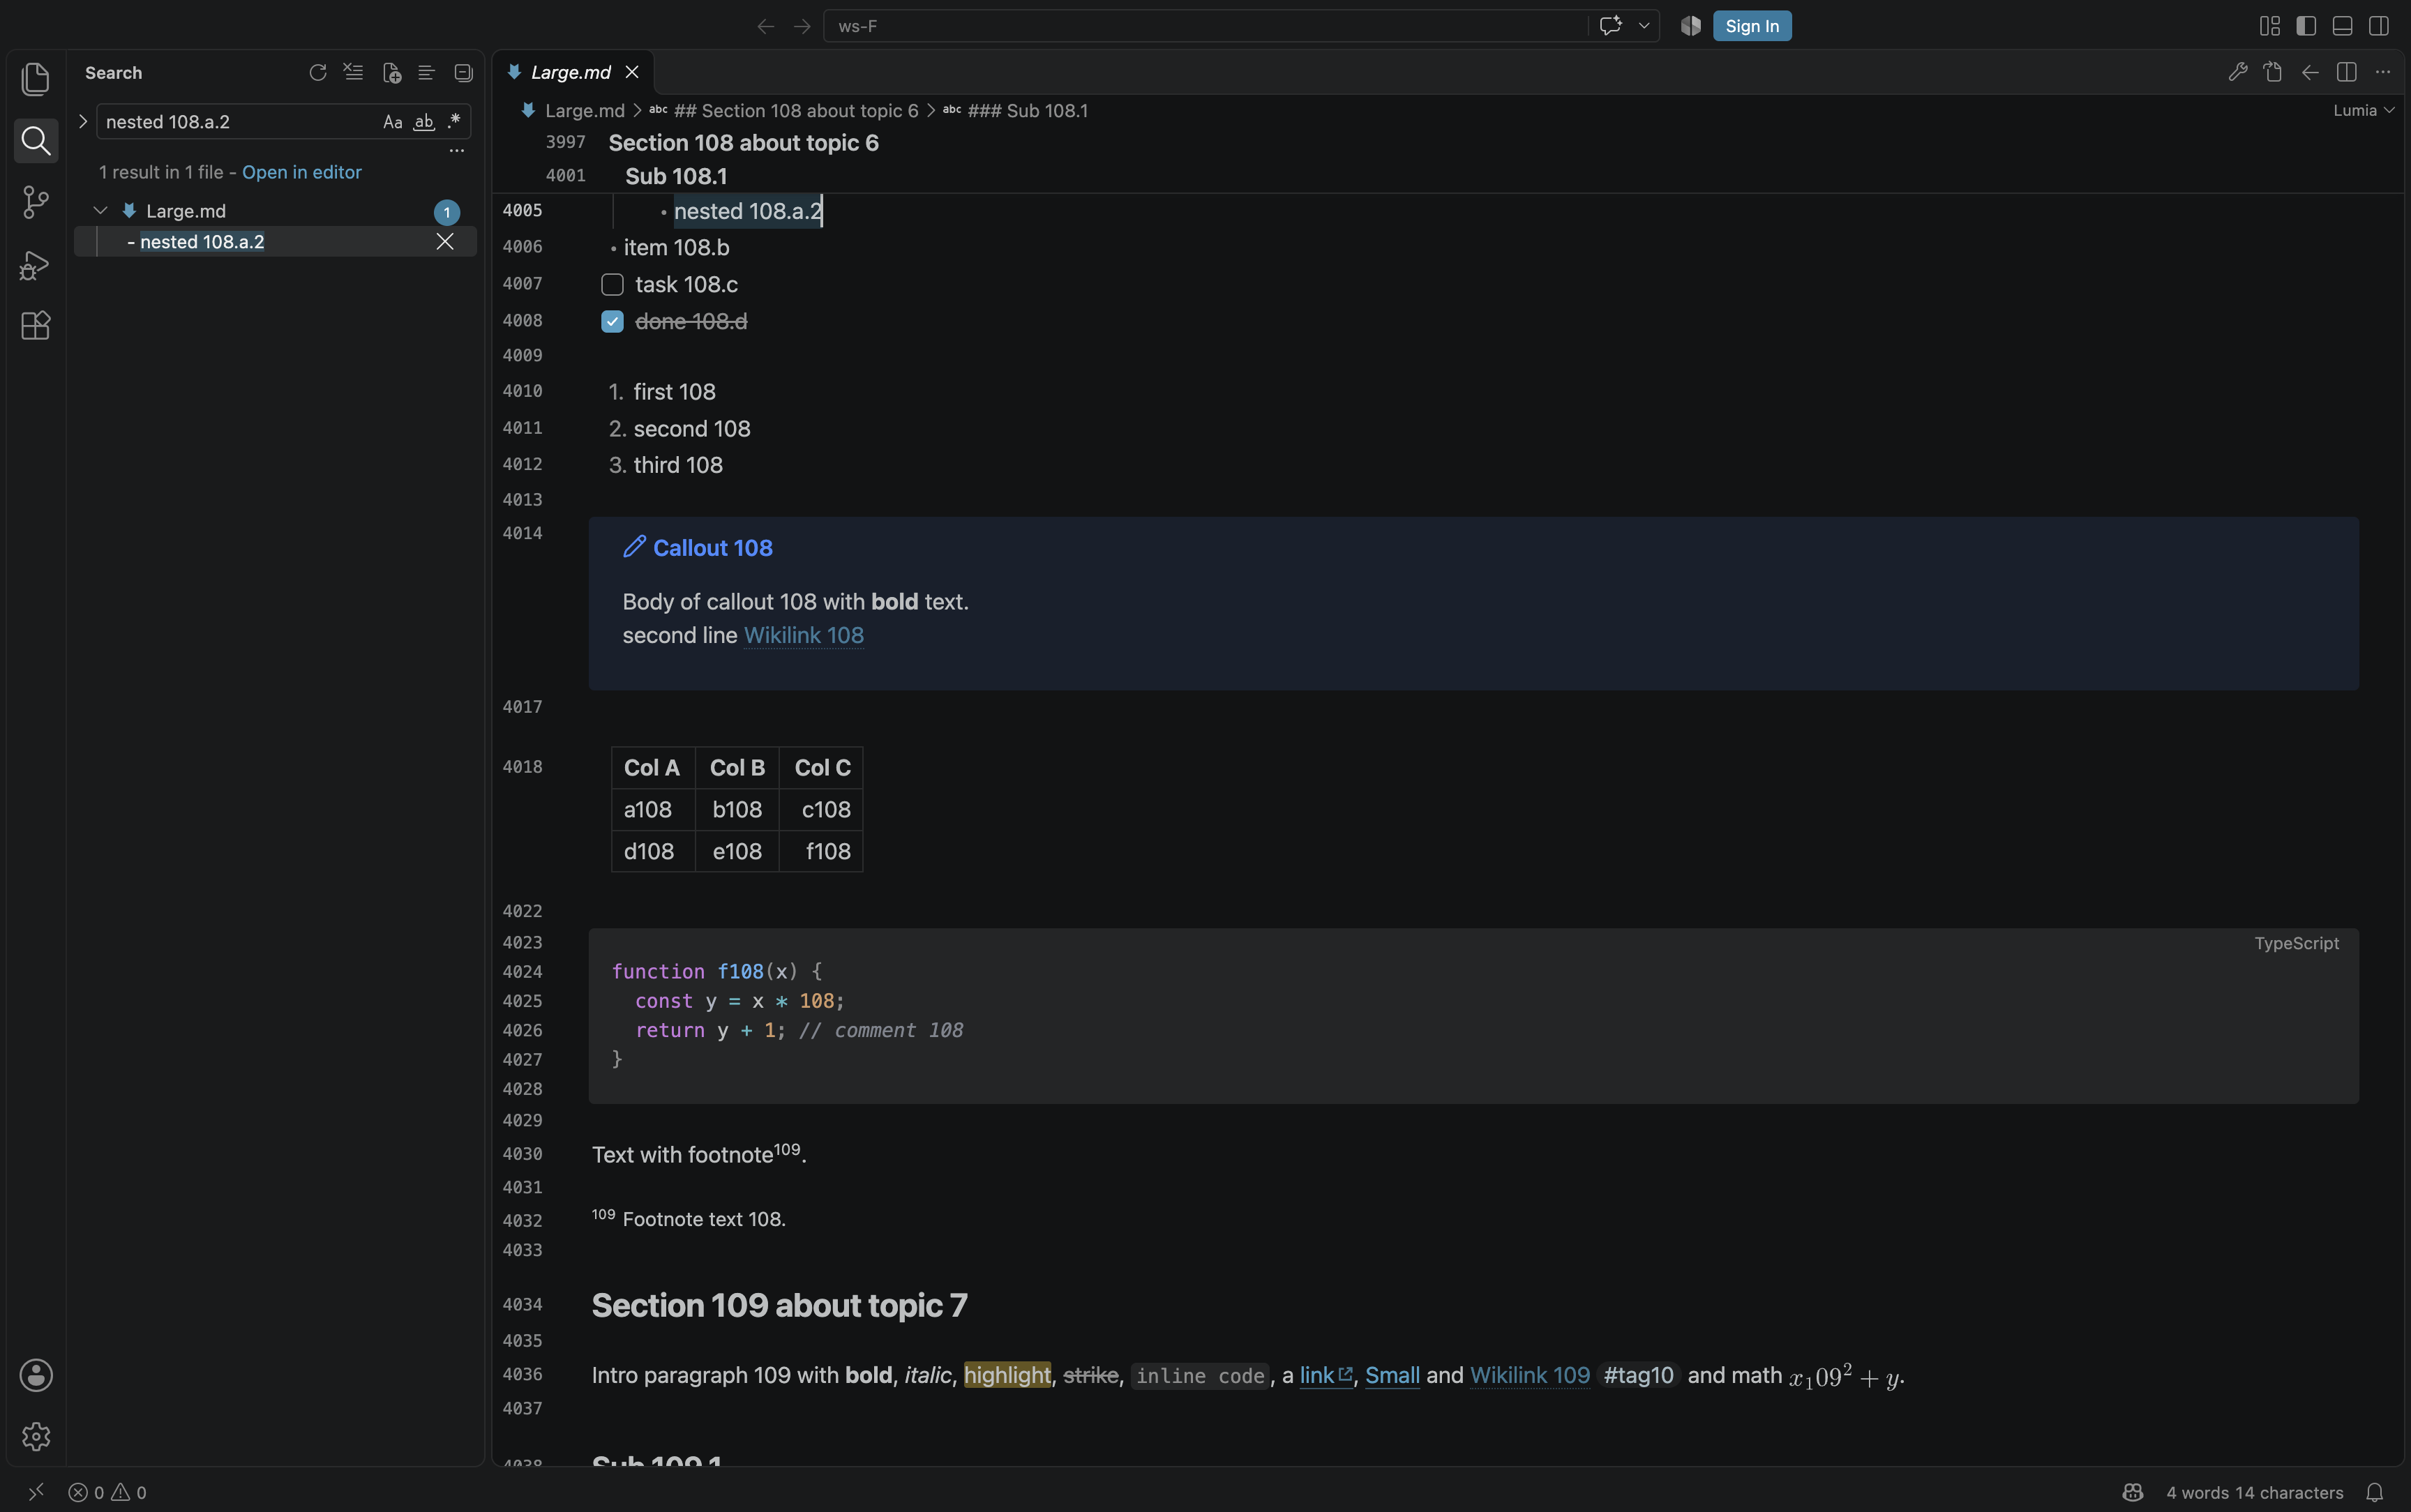 ws-F
Sign In
Search
nested 108.a.2
Aa ab .*
1 result in 1 file - Open in editor
Large.md 1
- nested 108.a.2
Large.md
Large.md > abc ## Section 108 about topic 6 > abc ### Sub 108.1
Lumia
3997 Section 108 about topic 6
4001 Sub 108.1
4005 • nested 108.a.2
4006 • item 108.b
4007 task 108.c
4008 done 108.d
4009
4010 1. first 108
4011 2. second 108
4012 3. third 108
4013
4014 Callout 108
Body of callout 108 with bold text.
second line Wikilink 108
4017
4018 Col A Col B Col C
a108 b108 c108
d108 e108 f108
4022
4023 TypeScript
4024 function f108(x) {
4025 const y = x * 108;
4026 return y + 1; // comment 108
4027 }
4028
4029
4030 Text with footnote109.
4031
4032 109 Footnote text 108.
4033
4034 Section 109 about topic 7
4035
4036 Intro paragraph 109 with bold, italic, highlight, strike, inline code, a link, Small and Wikilink 109 #tag10 and math x₁09² + y.
4037
4038 Sub 109.1
0 0
4 words 14 characters